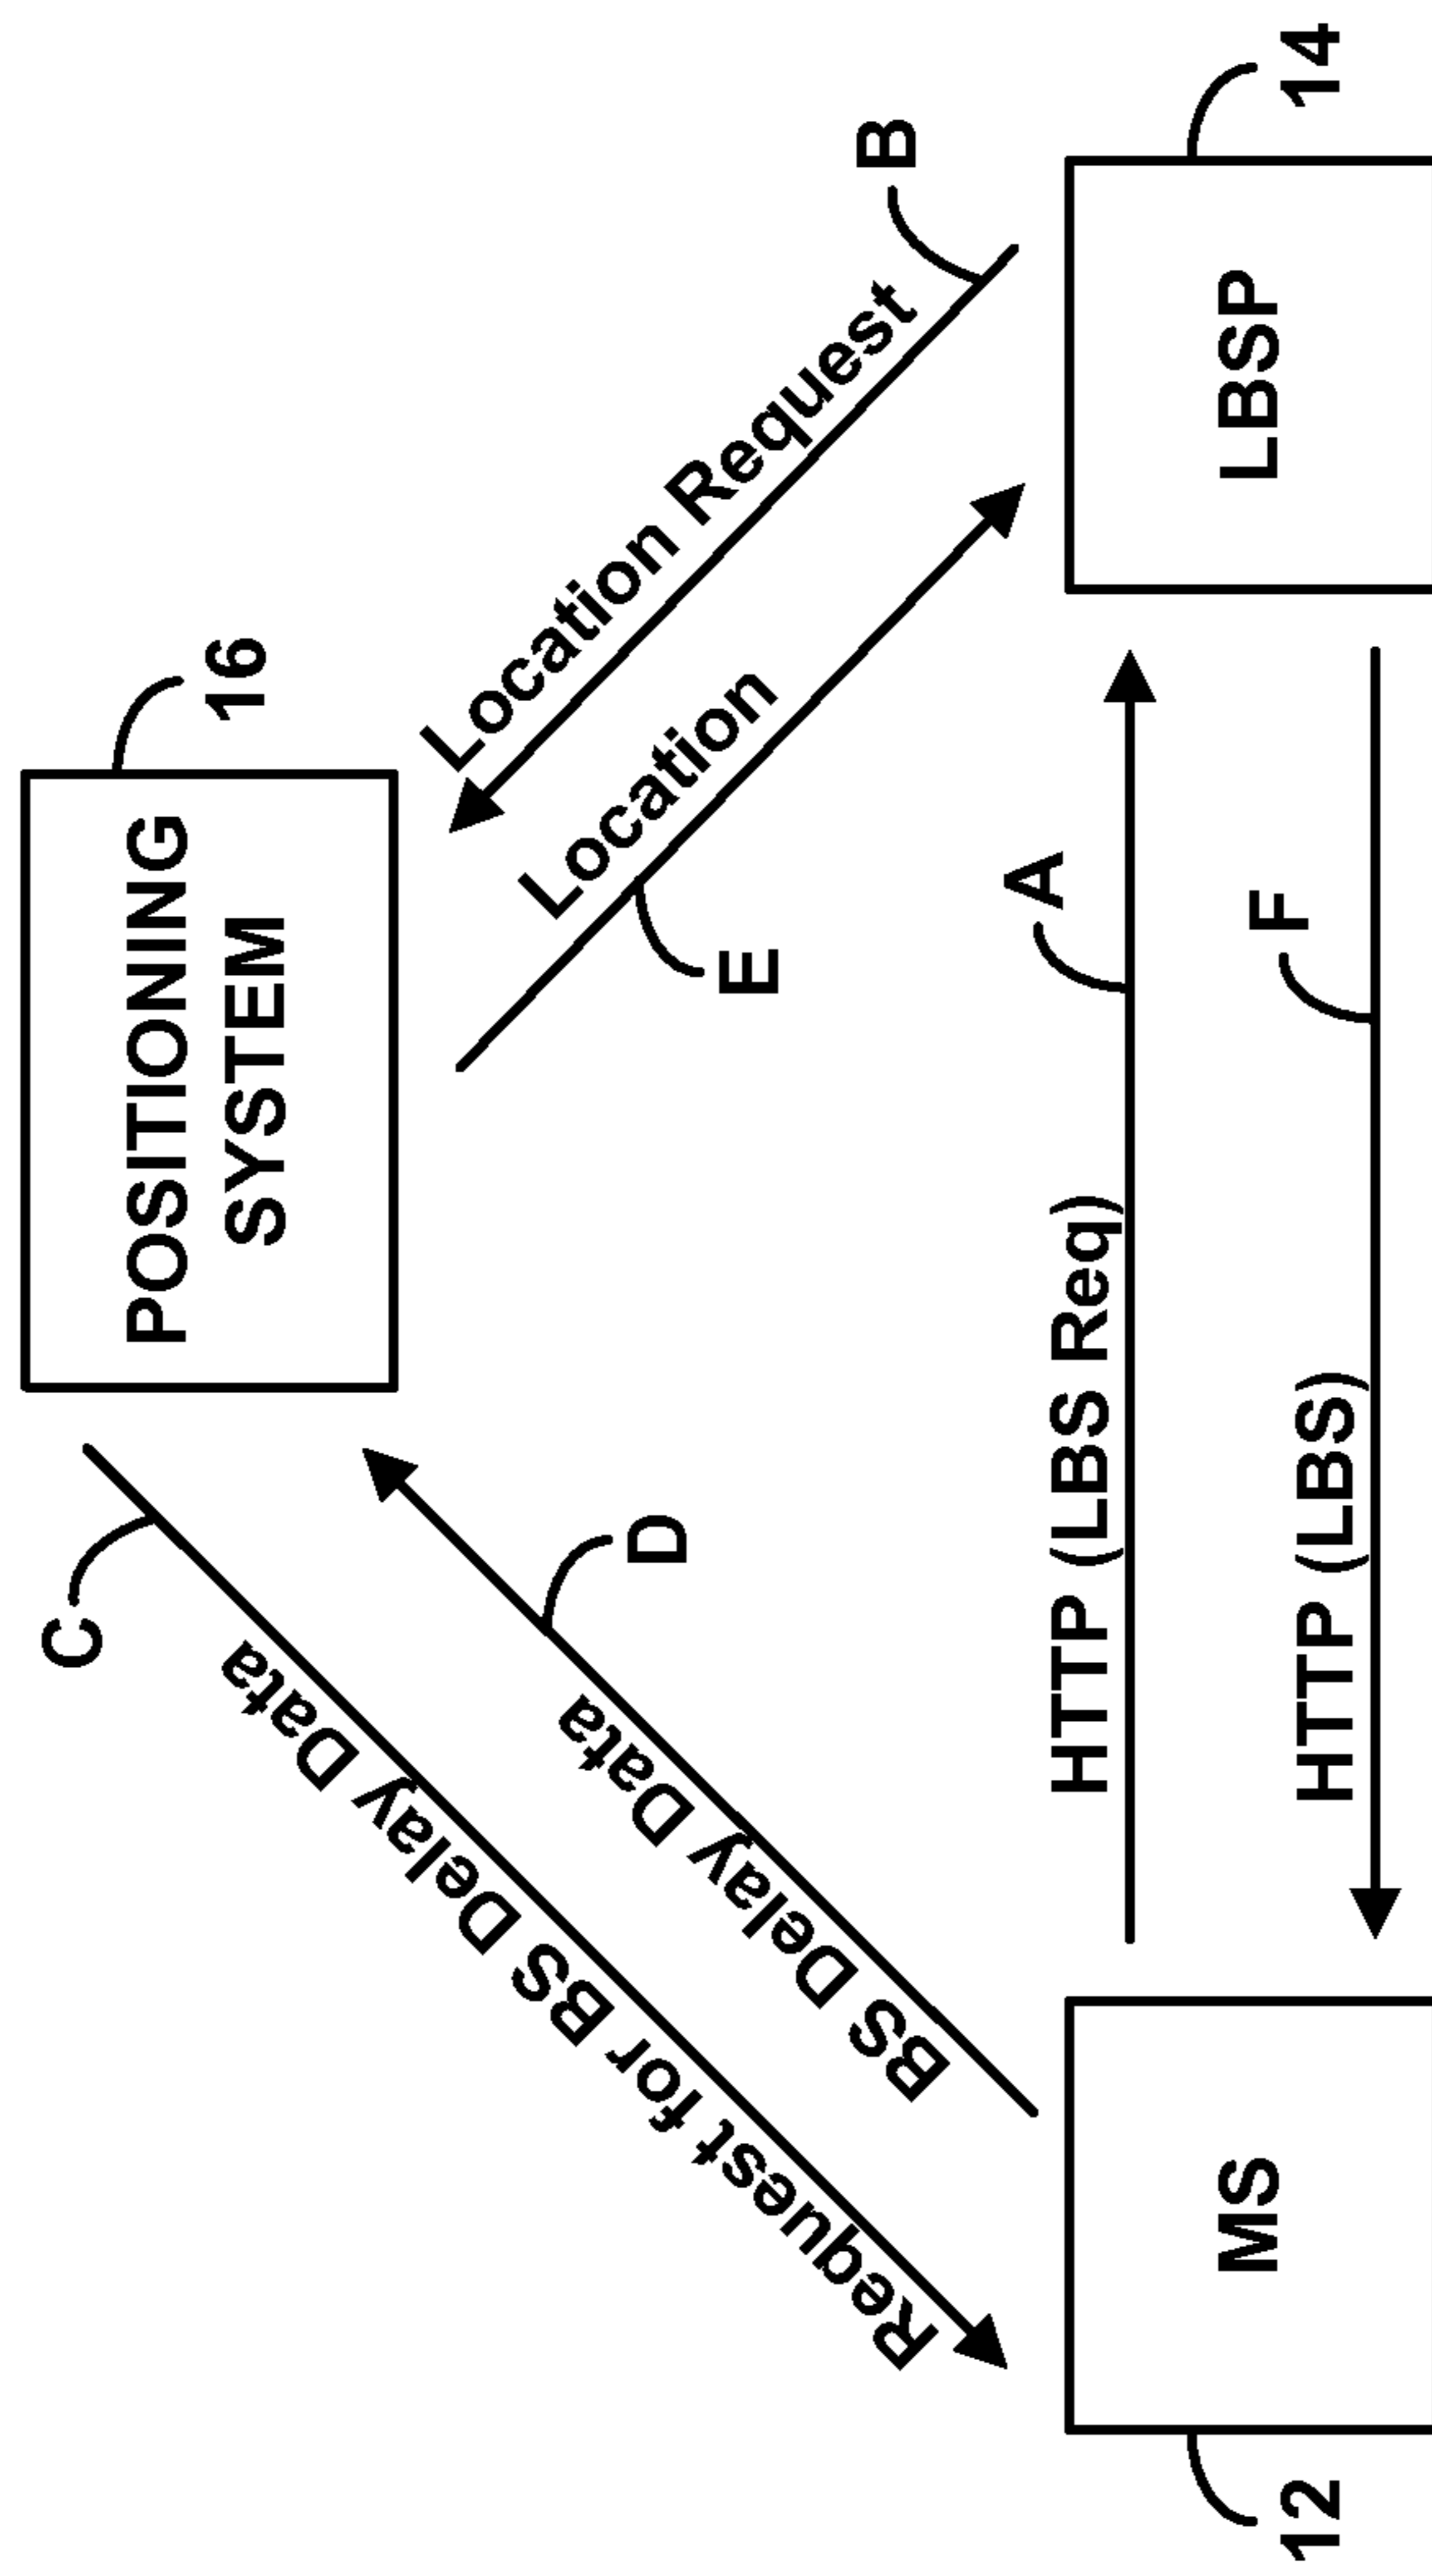 POSITIONING
SYSTEM
16
C
Request for BS Delay Data
D
BS Delay Data
Location Request
B
Location
E
HTTP (LBS Req)
A
HTTP (LBS)
F
MS
12
LBSP
14